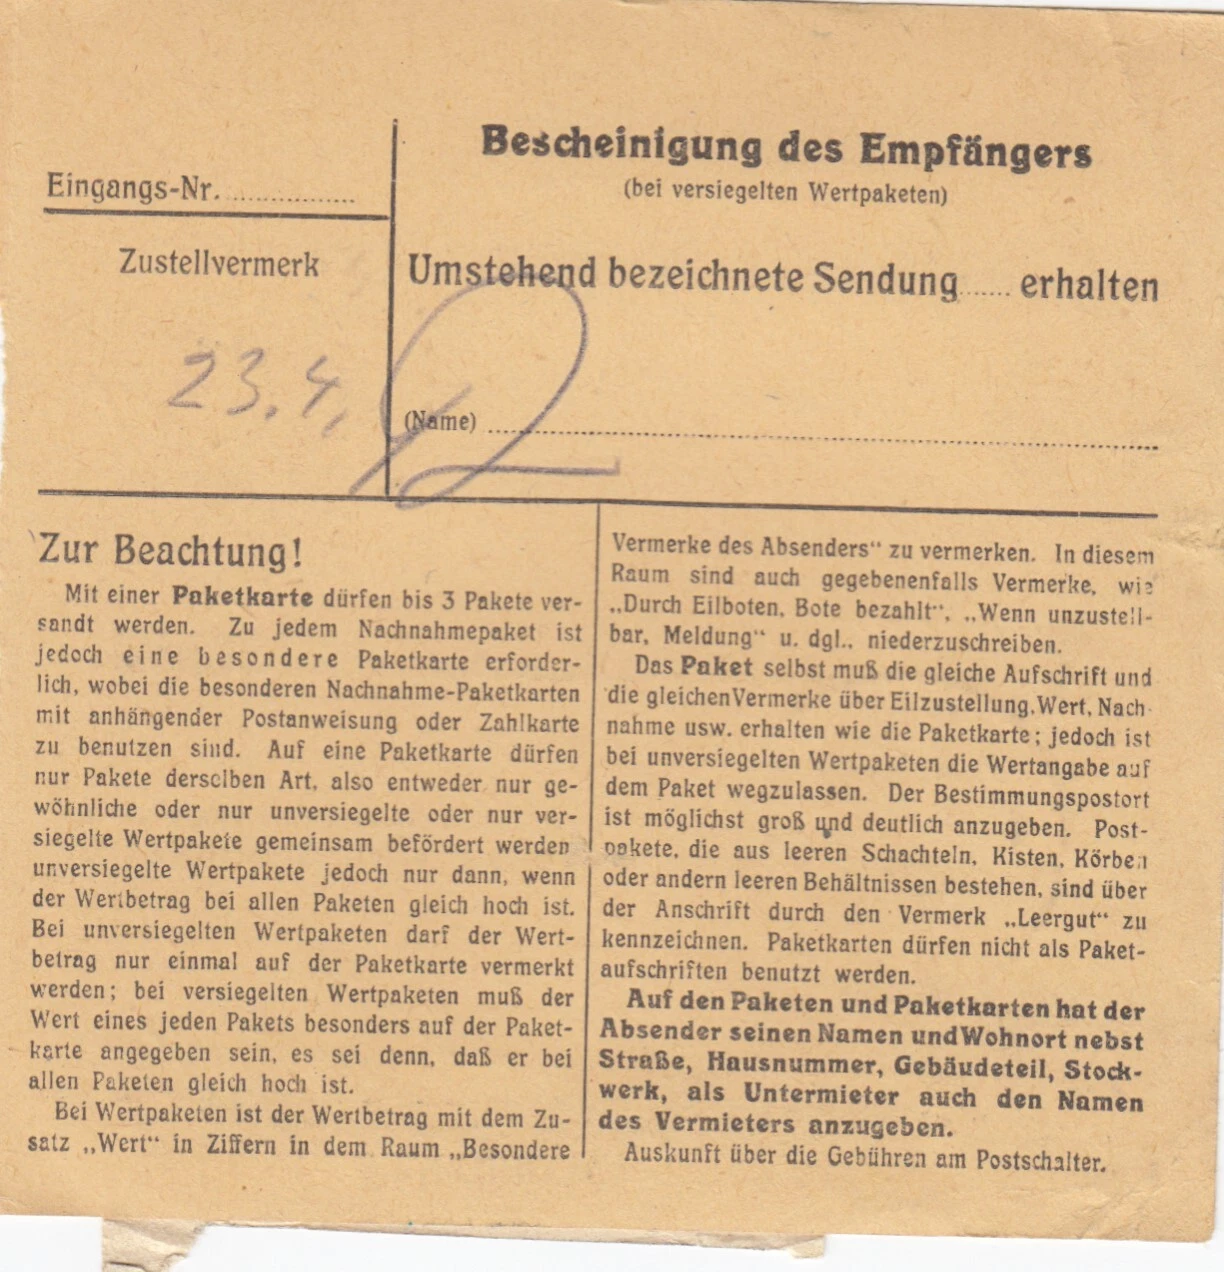 Eingangs-Nr. ................
Zustellvermerk
23.4.
Bescheinigung des Empfängers
(bei versiegelten Wertpaketen)
Umstehend bezeichnete Sendung ...... erhalten
(Name) ................
Zur Beachtung!
Mit einer Paketkarte dürfen bis 3 Pakete ver-
sandt werden. Zu jedem Nachnahmepaket ist
jedoch eine besondere Paketkarte erforder-
lich, wobei die besonderen Nachnahme-Paketkarten
mit anhängender Postanweisung oder Zahlkarte
zu benutzen sind. Auf eine Paketkarte dürfen
nur Pakete derselben Art, also entweder nur ge-
wöhnliche oder nur unversiegelte oder nur ver-
siegelte Wertpakete gemeinsam befördert werden
unversiegelte Wertpakete jedoch nur dann, wenn
der Wertbetrag bei allen Paketen gleich hoch ist.
Bei unversiegelten Wertpaketen darf der Wert-
betrag nur einmal auf der Paketkarte vermerkt
werden; bei versiegelten Wertpaketen muß der
Wert eines jeden Pakets besonders auf der Paket-
karte angegeben sein, es sei denn, daß er bei
allen Paketen gleich hoch ist.
Bei Wertpaketen ist der Wertbetrag mit dem Zu-
satz „Wert“ in Ziffern in dem Raum „Besondere
Vermerke des Absenders“ zu vermerken. In diesem
Raum sind auch gegebenenfalls Vermerke, wie
„Durch Eilboten, Bote bezahlt“, „Wenn unzustell-
bar, Meldung“ u. dgl., niederzuschreiben.
Das Paket selbst muß die gleiche Aufschrift und
die gleichen Vermerke über Eilzustellung, Wert, Nach-
nahme usw. erhalten wie die Paketkarte; jedoch ist
bei unversiegelten Wertpaketen die Wertangabe auf
dem Paket wegzulassen. Der Bestimmungspostort
ist möglichst groß und deutlich anzugeben. Post-
pakete, die aus leeren Schachteln, Kisten, Körben
oder andern leeren Behältnissen bestehen, sind über
der Anschrift durch den Vermerk „Leergut“ zu
kennzeichnen. Paketkarten dürfen nicht als Paket-
aufschriften benutzt werden.
Auf den Paketen und Paketkarten hat der
Absender seinen Namen und Wohnort nebst
Straße, Hausnummer, Gebäudeteil, Stock-
werk, als Untermieter auch den Namen
des Vermieters anzugeben.
Auskunft über die Gebühren am Postschalter.